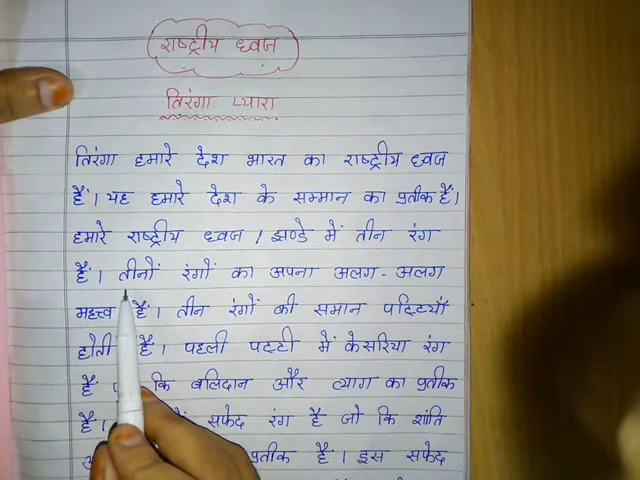 राष्ट्रीय ध्वज
तिरंगा प्यारा
तिरंगा हमारे देश भारत का राष्ट्रीय ध्वज
हैं। यह हमारे देश के सम्मान का प्रतीक हैं।
हमारे राष्ट्रीय ध्वज / झण्डे में तीन रंग
हैं। तीनों रंगों का अपना अलग - अलग
महत्त्व हैं। तीन रंगों की समान पट्टियाँ
होती हैं। पहली पट्टी में केसरिया रंग
हैं कि बलिदान और त्याग का प्रतीक
हैं। सफेद रंग है जो कि शांति
प्रतीक हैं। इस सफेद